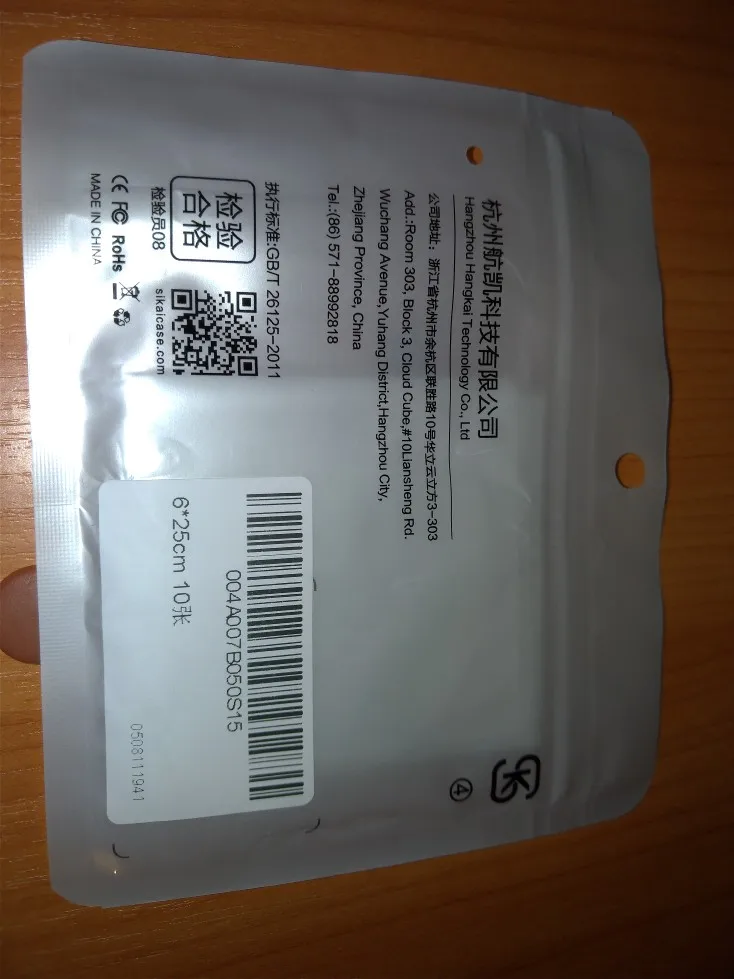 杭州航凯科技有限公司
Hangzhou Hangkai Technology Co., Ltd
公司地址：浙江省杭州市余杭区联胜路10号华立云立方3-303
Add.:Room 303, Block 3, Cloud Cube,#10Liansheng Rd.
Wuchang Avenue,Yuhang District,Hangzhou City,
Zhejiang Province, China
Tel.:(86) 571-88992818
执行标准:GB/T 26125-2011
检验
合格
检验员08
sikaicase.com
CE FC RoHs
MADE IN CHINA
④
004A007B050S15
6*25cm 10张
0508111941